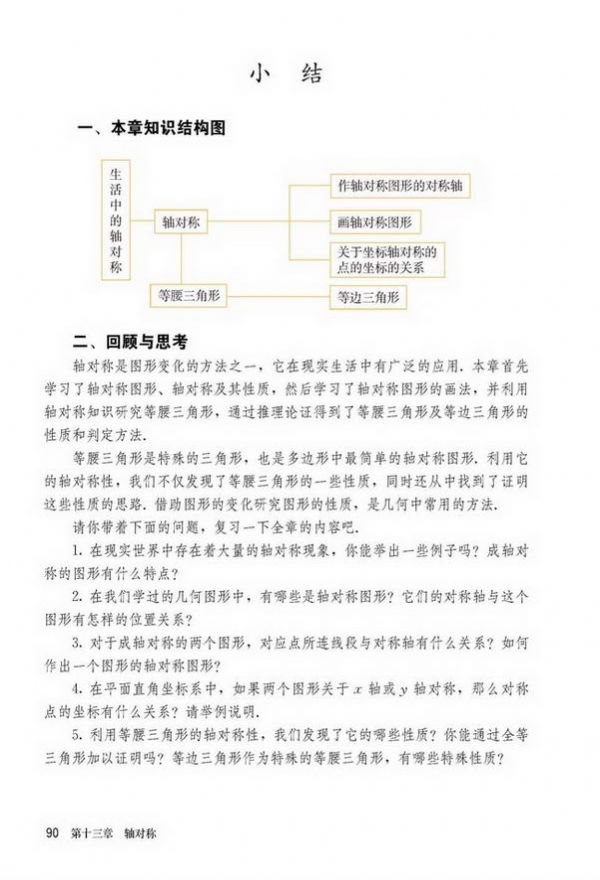 小 结
一、本章知识结构图
生活中的轴对称
轴对称
作轴对称图形的对称轴
画轴对称图形
关于坐标轴对称的
点的坐标的关系
等腰三角形
等边三角形
二、回顾与思考
轴对称是图形变化的方法之一，它在现实生活中有广泛的应用. 本章首先
学习了轴对称图形、轴对称及其性质，然后学习了轴对称图形的画法，并利用
轴对称知识研究等腰三角形，通过推理论证得到了等腰三角形及等边三角形的
性质和判定方法.
等腰三角形是特殊的三角形，也是多边形中最简单的轴对称图形. 利用它
的轴对称性，我们不仅发现了等腰三角形的一些性质，同时还从中找到了证明
这些性质的思路. 借助图形的变化研究图形的性质，是几何中常用的方法.
请你带着下面的问题，复习一下全章的内容吧.
1. 在现实世界中存在着大量的轴对称现象，你能举出一些例子吗？成轴对
称的图形有什么特点？
2. 在我们学过的几何图形中，有哪些是轴对称图形？它们的对称轴与这个
图形有怎样的位置关系？
3. 对于成轴对称的两个图形，对应点所连线段与对称轴有什么关系？如何
作出一个图形的轴对称图形？
4. 在平面直角坐标系中，如果两个图形关于 x 轴或 y 轴对称，那么对称
点的坐标有什么关系？请举例说明.
5. 利用等腰三角形的轴对称性，我们发现了它的哪些性质？你能通过全等
三角形加以证明吗？等边三角形作为特殊的等腰三角形，有哪些特殊性质？
90 第十三章 轴对称